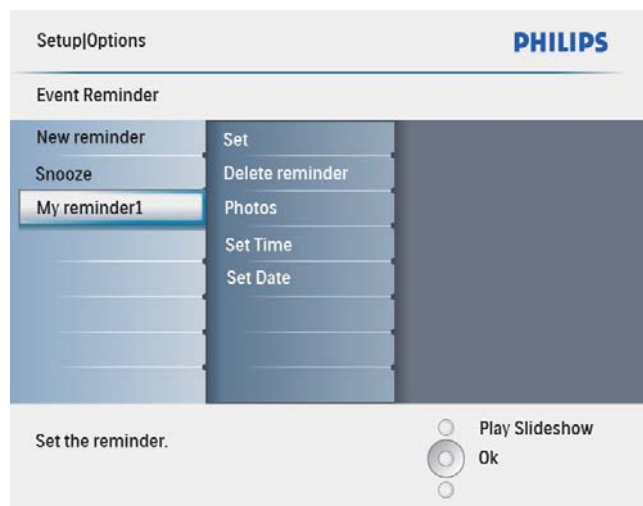 Setup|Options
PHILIPS
Event Reminder
New reminder
Snooze
My reminder1
Set
Delete reminder
Photos
Set Time
Set Date
Set the reminder.
Play Slideshow
Ok